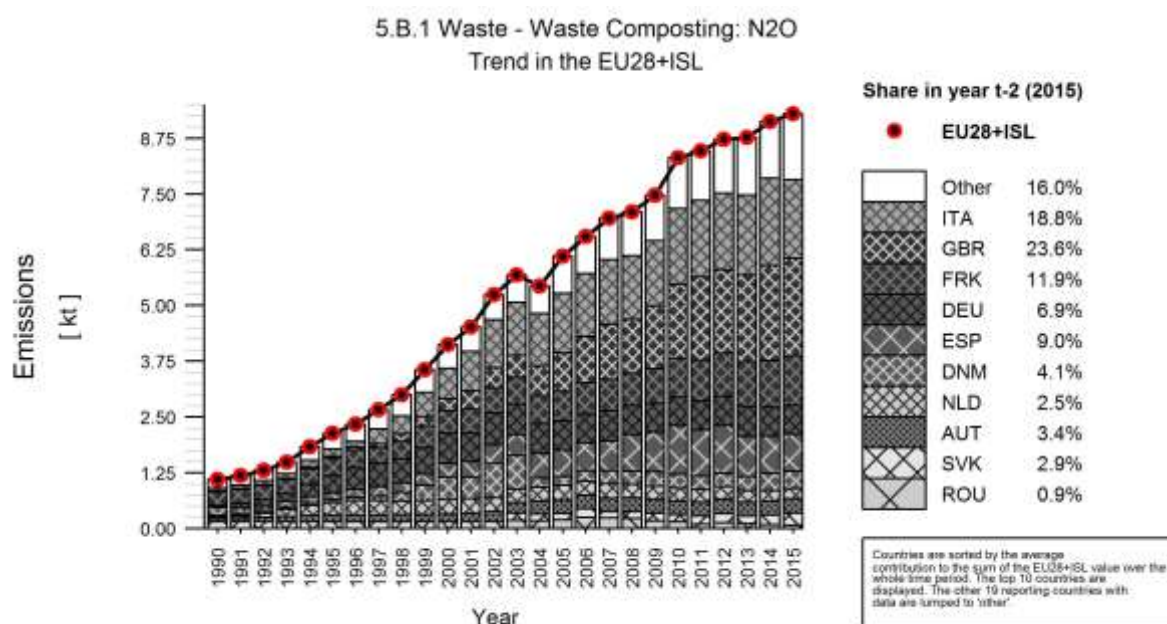 5.B.1 Waste - Waste Composting: N2O
Trend in the EU28+ISL
Emissions
[ kt ]
8.75
7.50
6.25
5.00
3.75
2.50
1.25
0.00
1990
1991
1992
1993
1994
1995
1996
1997
1998
1999
2000
2001
2002
2003
2004
2005
2006
2007
2008
2009
2010
2011
2012
2013
2014
2015
Year
Share in year t-2 (2015)
EU28+ISL
Other 16.0%
ITA 18.8%
GBR 23.6%
FRK 11.9%
DEU 6.9%
ESP 9.0%
DNM 4.1%
NLD 2.5%
AUT 3.4%
SVK 2.9%
ROU 0.9%
Countries are sorted by the average
contribution to the sum of the EU28+ISL value over the
whole time period. The top 10 countries are
displayed. The other 19 reporting countries with
data are lumped to 'other'